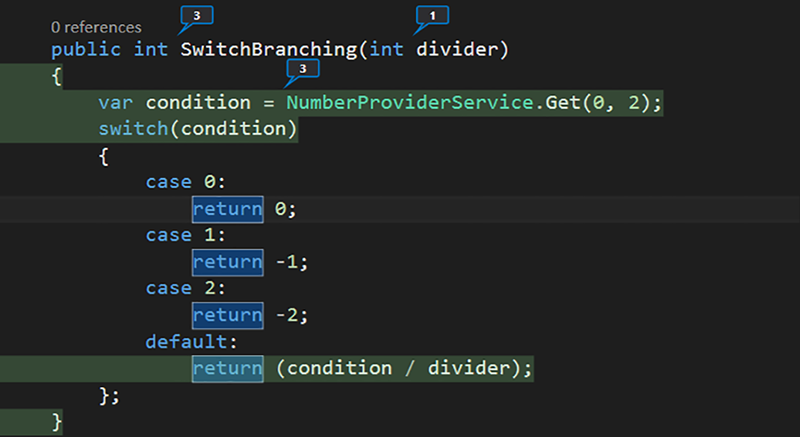 3 1
0 references
public int SwitchBranching(int divider)
{ 3
var condition = NumberProviderService.Get(0, 2);
switch(condition)
{
case 0:
return 0;
case 1:
return -1;
case 2:
return -2;
default:
return (condition / divider);
};
}